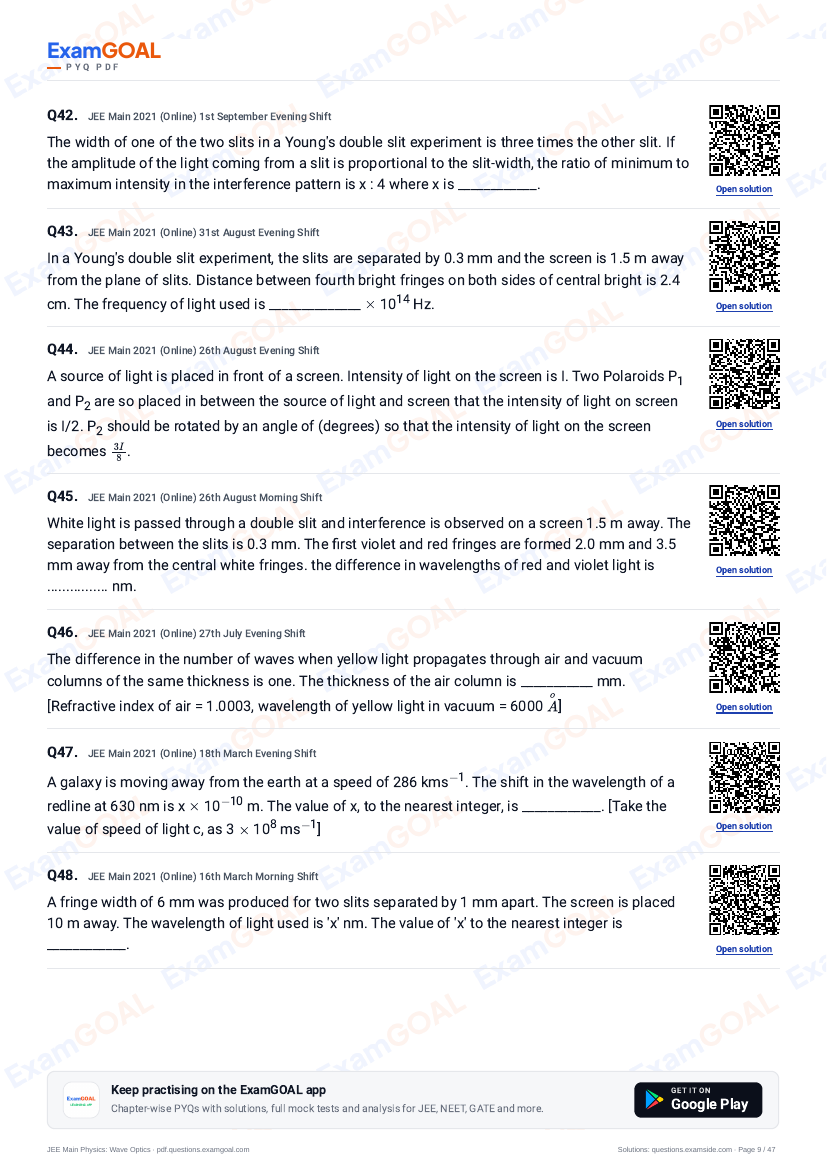 ExamGOAL
PYQ PDF
Q42. JEE Main 2021 (Online) 1st September Evening Shift
The width of one of the two slits in a Young's double slit experiment is three times the other slit. If
the amplitude of the light coming from a slit is proportional to the slit-width, the ratio of minimum to
maximum intensity in the interference pattern is x : 4 where x is ____________.
Open solution
Q43. JEE Main 2021 (Online) 31st August Evening Shift
In a Young's double slit experiment, the slits are separated by 0.3 mm and the screen is 1.5 m away
from the plane of slits. Distance between fourth bright fringes on both sides of central bright is 2.4
cm. The frequency of light used is ______________ × 10^14 Hz.
Open solution
Q44. JEE Main 2021 (Online) 26th August Evening Shift
A source of light is placed in front of a screen. Intensity of light on the screen is I. Two Polaroids P1
and P2 are so placed in between the source of light and screen that the intensity of light on screen
is I/2. P2 should be rotated by an angle of (degrees) so that the intensity of light on the screen
becomes 3I/8.
Open solution
Q45. JEE Main 2021 (Online) 26th August Morning Shift
White light is passed through a double slit and interference is observed on a screen 1.5 m away. The
separation between the slits is 0.3 mm. The first violet and red fringes are formed 2.0 mm and 3.5
mm away from the central white fringes. the difference in wavelengths of red and violet light is
................ nm.
Open solution
Q46. JEE Main 2021 (Online) 27th July Evening Shift
The difference in the number of waves when yellow light propagates through air and vacuum
columns of the same thickness is one. The thickness of the air column is ___________ mm.
[Refractive index of air = 1.0003, wavelength of yellow light in vacuum = 6000 Å]
Open solution
Q47. JEE Main 2021 (Online) 18th March Evening Shift
A galaxy is moving away from the earth at a speed of 286 kms^−1. The shift in the wavelength of a
redline at 630 nm is x × 10^−10 m. The value of x, to the nearest integer, is ____________. [Take the
value of speed of light c, as 3 × 10^8 ms^−1]
Open solution
Q48. JEE Main 2021 (Online) 16th March Morning Shift
A fringe width of 6 mm was produced for two slits separated by 1 mm apart. The screen is placed
10 m away. The wavelength of light used is 'x' nm. The value of 'x' to the nearest integer is
____________.
Open solution
ExamGOAL
Keep practising on the ExamGOAL app
Chapter-wise PYQs with solutions, full mock tests and analysis for JEE, NEET, GATE and more.
GET IT ON
Google Play
JEE Main Physics: Wave Optics · pdf.questions.examgoal.com
Solutions: questions.examside.com · Page 9 / 47